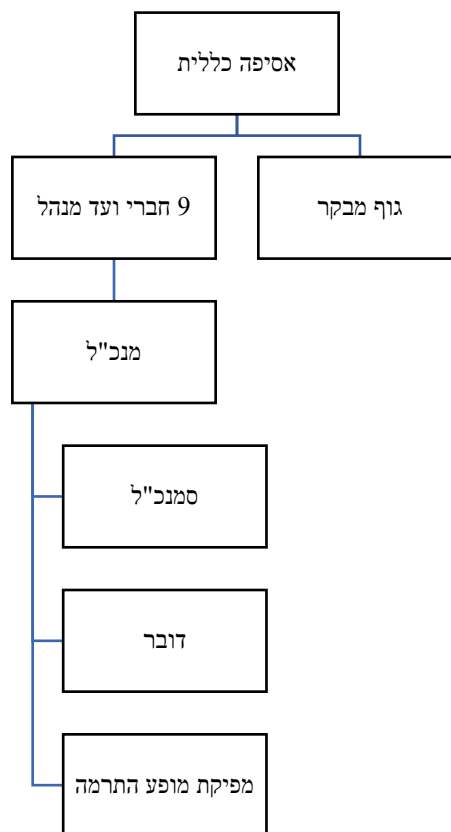 אסיפה כללית
גוף מבקר
9 חברי ועד מנהל
מנכ"ל
סמנכ"ל
דובר
מפיקת מופע התרמה